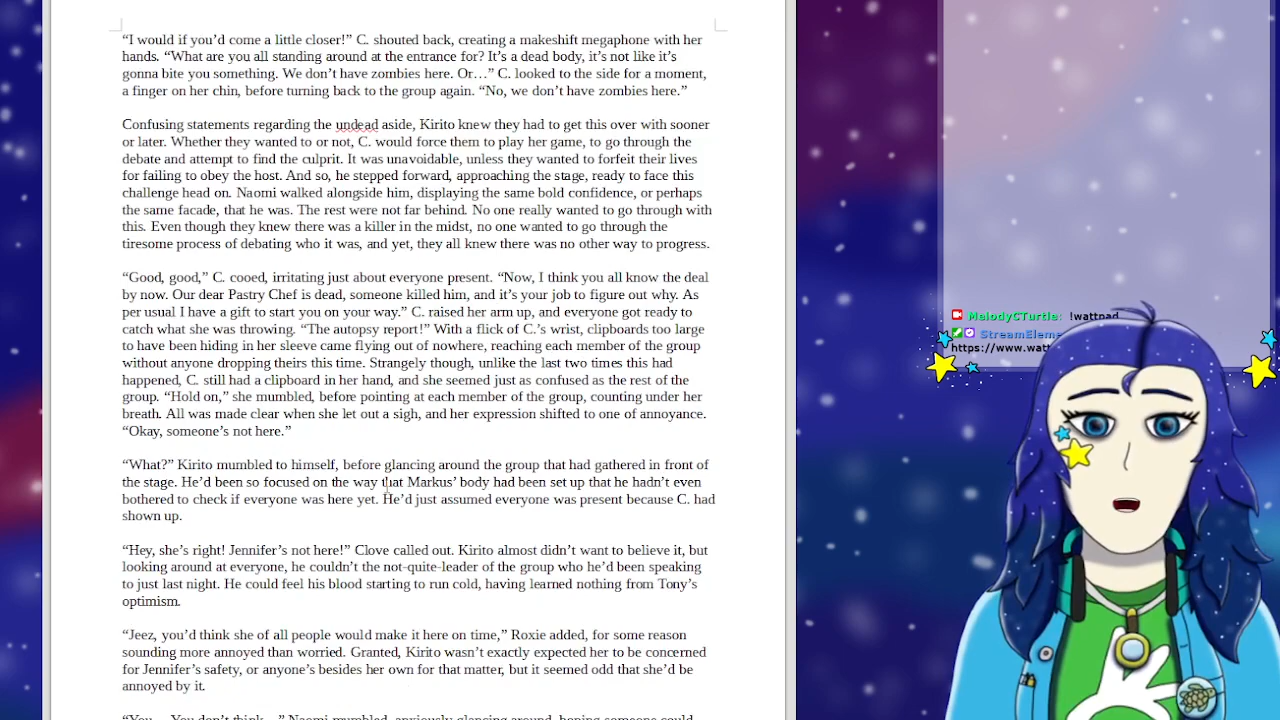 “I would if you’d come a little closer!” C. shouted back, creating a makeshift megaphone with her
hands. “What are you all standing around at the entrance for? It’s a dead body, it’s not like it’s
gonna bite you something. We don’t have zombies here. Or…” C. looked to the side for a moment,
a finger on her chin, before turning back to the group again. “No, we don’t have zombies here.”
Confusing statements regarding the undead aside, Kirito knew they had to get this over with sooner
or later. Whether they wanted to or not, C. would force them to play her game, to go through the
debate and attempt to find the culprit. It was unavoidable, unless they wanted to forfeit their lives
for failing to obey the host. And so, he stepped forward, approaching the stage, ready to face this
challenge head on. Naomi walked alongside him, displaying the same bold confidence, or perhaps
the same facade, that he was. The rest were not far behind. No one really wanted to go through with
this. Even though they knew there was a killer in the midst, no one wanted to go through the
tiresome process of debating who it was, and yet, they all knew there was no other way to progress.
“Good, good,” C. cooed, irritating just about everyone present. “Now, I think you all know the deal
by now. Our dear Pastry Chef is dead, someone killed him, and it’s your job to figure out why. As
per usual I have a gift to start you on your way.” C. raised her arm up, and everyone got ready to
catch what she was throwing. “The autopsy report!” With a flick of C.’s wrist, clipboards too large
to have been hiding in her sleeve came flying out of nowhere, reaching each member of the group
without anyone dropping theirs this time. Strangely though, unlike the last two times this had
happened, C. still had a clipboard in her hand, and she seemed just as confused as the rest of the
group. “Hold on,” she mumbled, before pointing at each member of the group, counting under her
breath. All was made clear when she let out a sigh, and her expression shifted to one of annoyance.
“Okay, someone’s not here.”
“What?” Kirito mumbled to himself, before glancing around the group that had gathered in front of
the stage. He’d been so focused on the way that Markus’ body had been set up that he hadn’t even
bothered to check if everyone was here yet. He’d just assumed everyone was present because C. had
shown up.
“Hey, she’s right! Jennifer’s not here!” Clove called out. Kirito almost didn’t want to believe it, but
looking around at everyone, he couldn’t the not-quite-leader of the group who he’d been speaking
to just last night. He could feel his blood starting to run cold, having learned nothing from Tony’s
optimism.
“Jeez, you’d think she of all people would make it here on time,” Roxie added, for some reason
sounding more annoyed than worried. Granted, Kirito wasn’t exactly expected her to be concerned
for Jennifer’s safety, or anyone’s besides her own for that matter, but it seemed odd that she’d be
annoyed by it.
“You… You don’t think…” Naomi mumbled, anxiously glancing around, hoping someone could
MelodyCTurtle: !wattpad
StreamEleme
https://www.watt